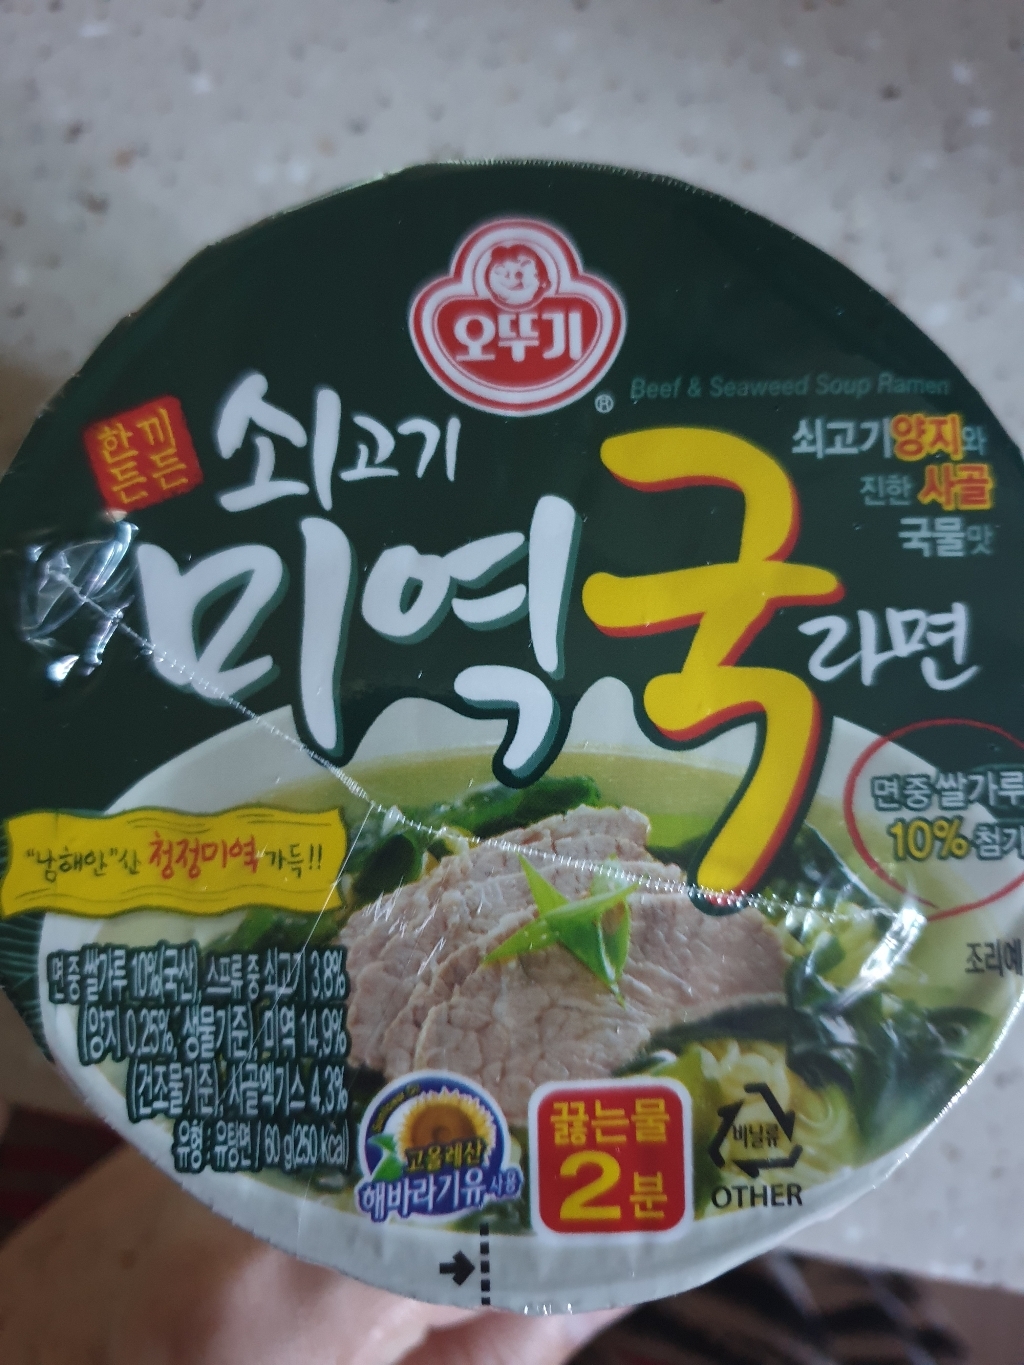 오뚜기
®
Beef & Seaweed Soup Ramen
한끼
든든
쇠고기
미역국
라면
쇠고기양지와
진한 사골
국물맛
면중쌀가루
10% 첨가
"남해안"산 청정미역 가득!!
조리예
면 중 쌀가루 10%(국산), 스프류 중 쇠고기 3.8%
(양지 0.25%, 생물기준), 미역 14.9%
(건조물기준), 사골엑기스 4.3%
유형 : 유탕면 / 60 g(250 kcal)
고올레산
해바라기유 사용
끓는물
2분
비닐류
OTHER